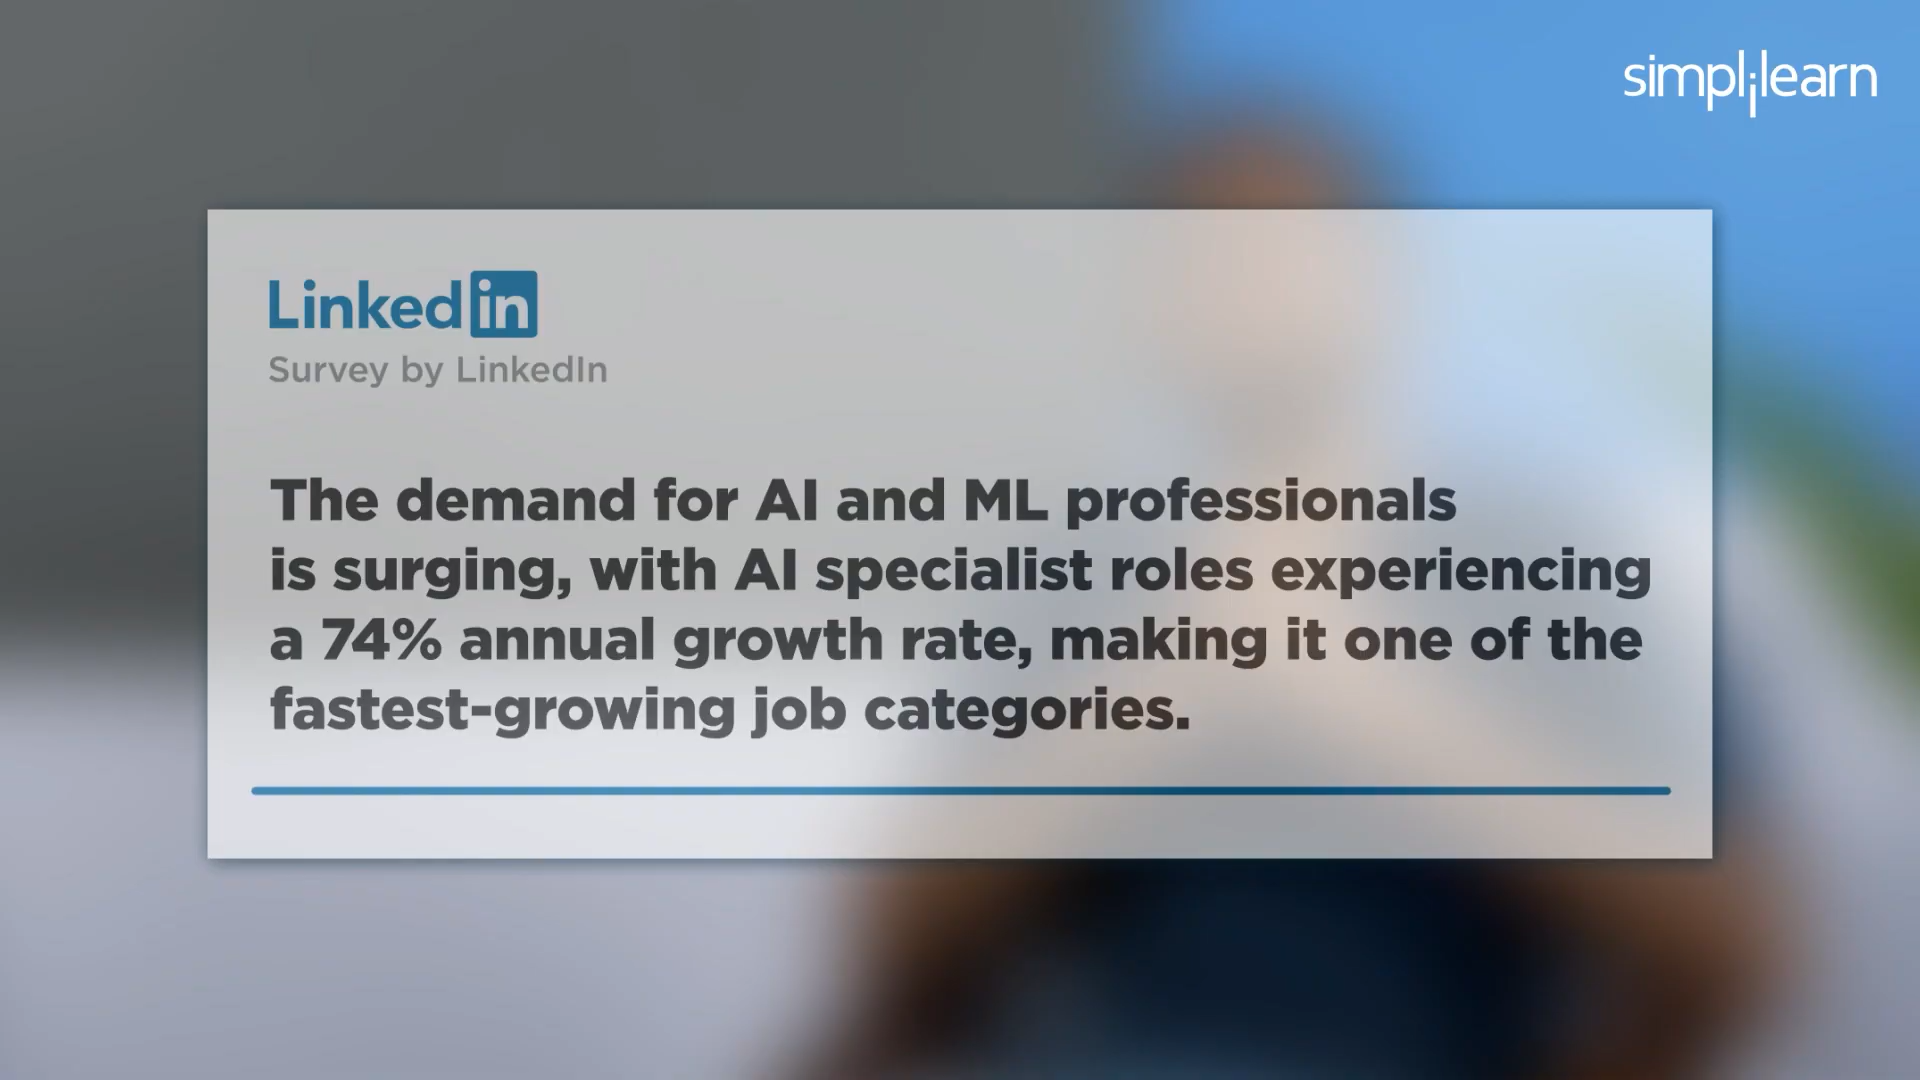 simplilearn
Linkedin
Survey by LinkedIn
The demand for AI and ML professionals
is surging, with AI specialist roles experiencing
a 74% annual growth rate, making it one of the
fastest-growing job categories.